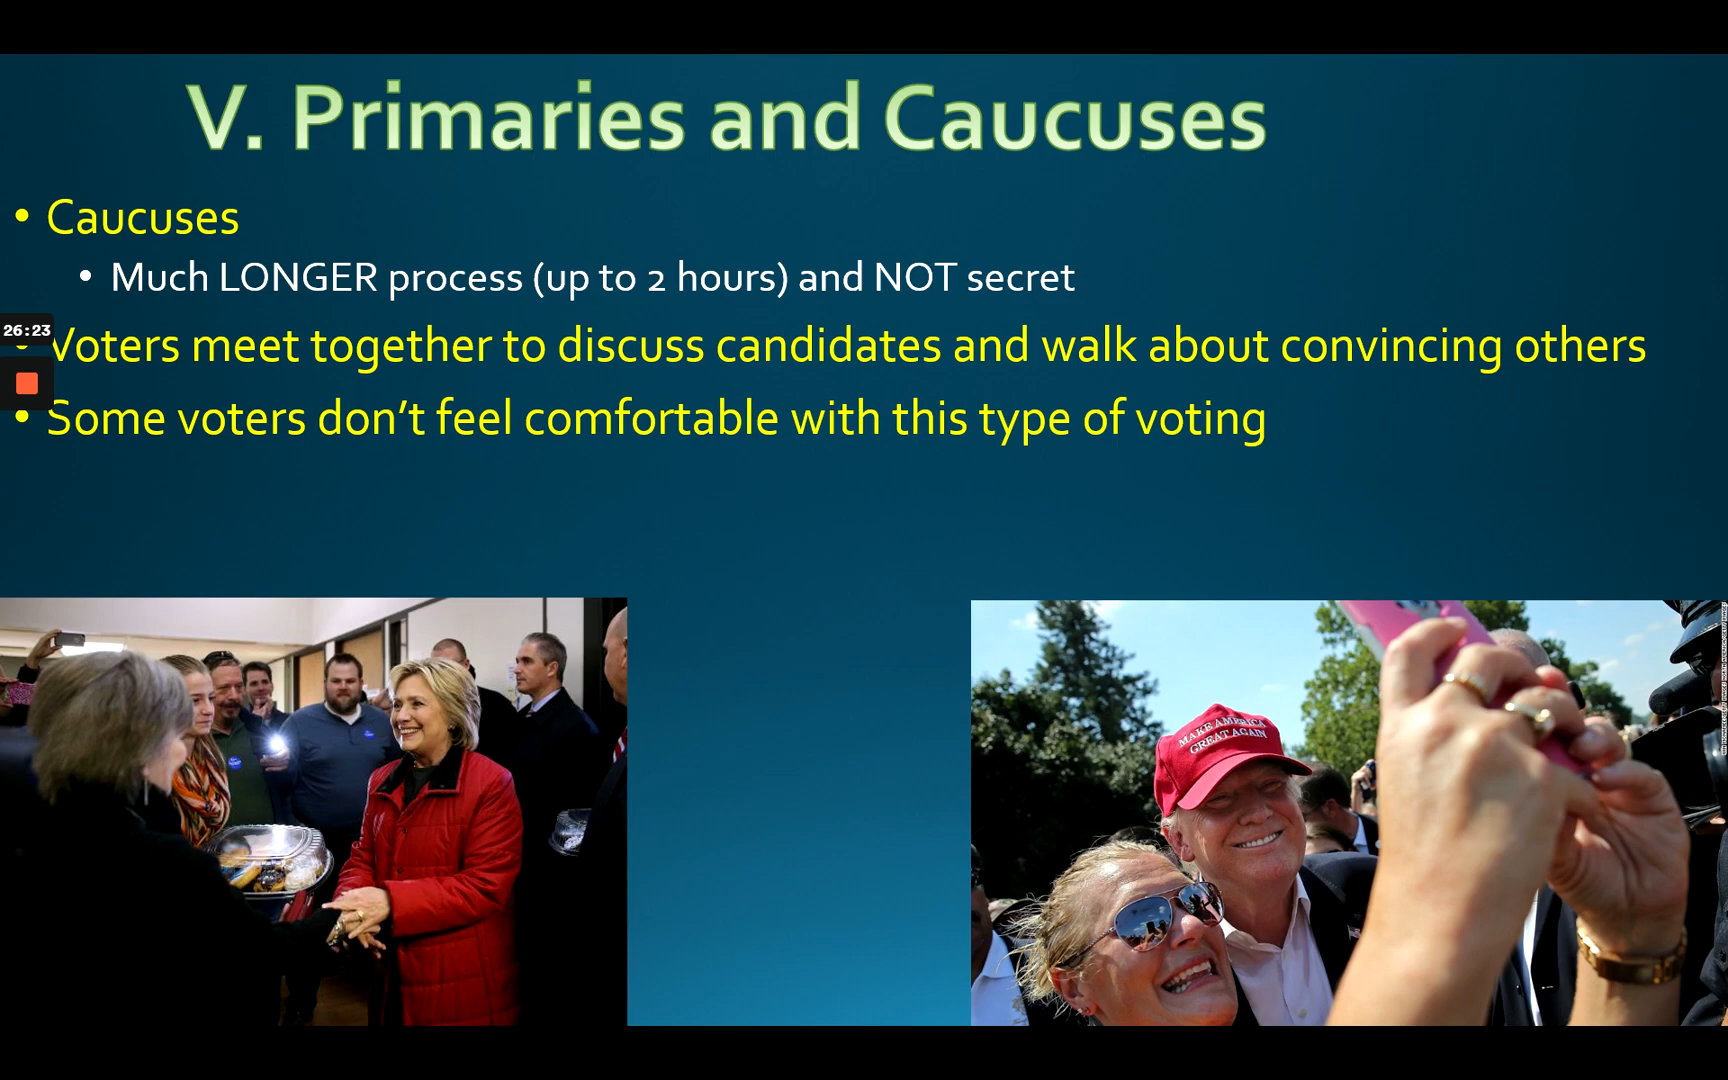 V. Primaries and Caucuses
• Caucuses
• Much LONGER process (up to 2 hours) and NOT secret
26:23
• Voters meet together to discuss candidates and walk about convincing others
• Some voters don’t feel comfortable with this type of voting
MAKE AMERICA
GREAT AGAIN